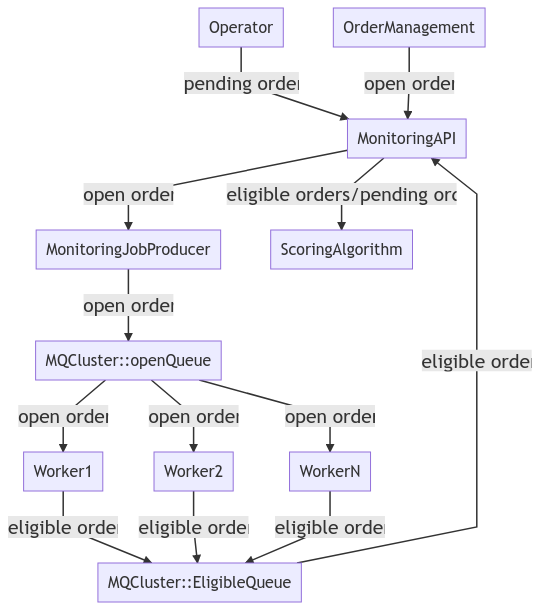 Operator
OrderManagement
pending order
open order
MonitoringAPI
open order
eligible orders/pending ord
MonitoringJobProducer
ScoringAlgorithm
open order
MQCluster::openQueue
eligible order
open order
open order
open order
Worker1
Worker2
WorkerN
eligible order
eligible order
eligible order
MQCluster::EligibleQueue